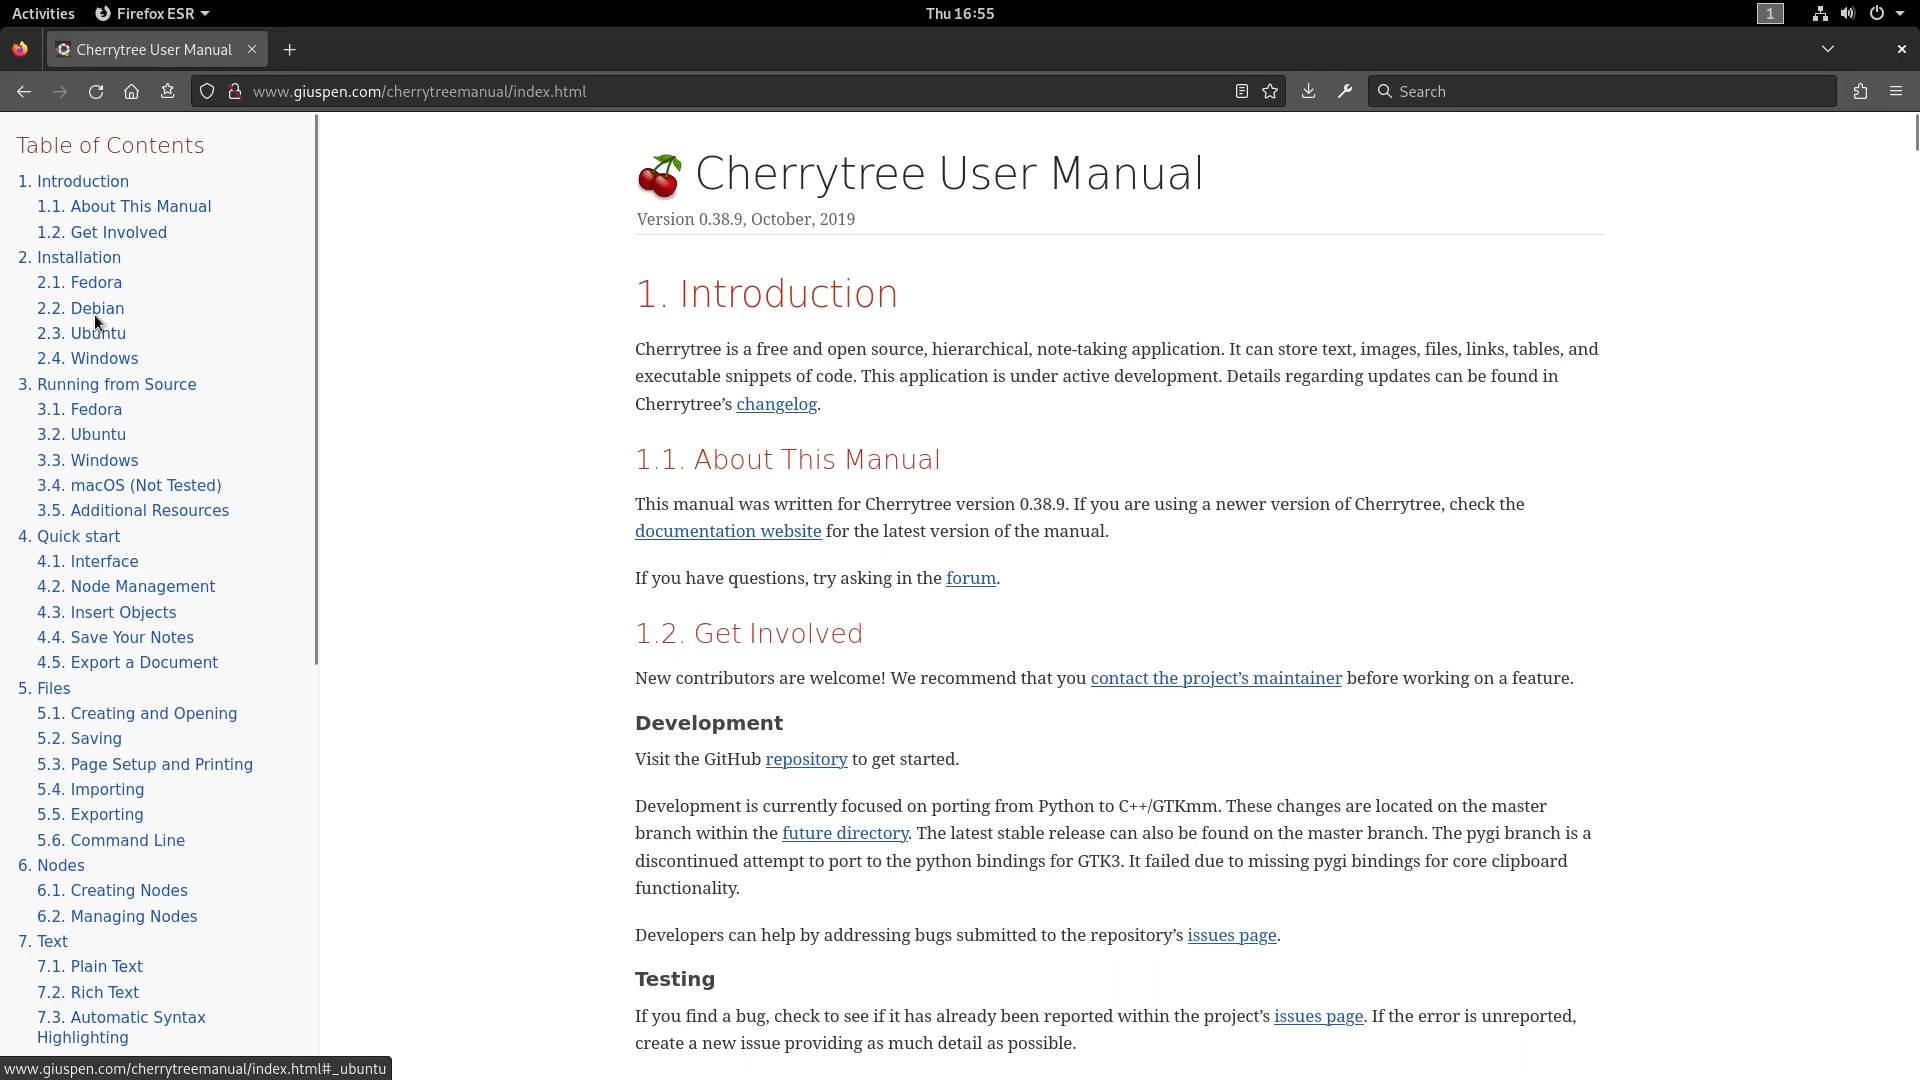 Activities
Firefox ESR
Thu 16:55
1
Cherrytree User Manual
www.giuspen.com/cherrytreemanual/index.html
Search
Table of Contents
1. Introduction
1.1. About This Manual
1.2. Get Involved
2. Installation
2.1. Fedora
2.2. Debian
2.3. Ubuntu
2.4. Windows
3. Running from Source
3.1. Fedora
3.2. Ubuntu
3.3. Windows
3.4. macOS (Not Tested)
3.5. Additional Resources
4. Quick start
4.1. Interface
4.2. Node Management
4.3. Insert Objects
4.4. Save Your Notes
4.5. Export a Document
5. Files
5.1. Creating and Opening
5.2. Saving
5.3. Page Setup and Printing
5.4. Importing
5.5. Exporting
5.6. Command Line
6. Nodes
6.1. Creating Nodes
6.2. Managing Nodes
7. Text
7.1. Plain Text
7.2. Rich Text
7.3. Automatic Syntax
Highlighting
www.giuspen.com/cherrytreemanual/index.html#_ubuntu
Cherrytree User Manual
Version 0.38.9, October, 2019
1. Introduction
Cherrytree is a free and open source, hierarchical, note-taking application. It can store text, images, files, links, tables, and
executable snippets of code. This application is under active development. Details regarding updates can be found in
Cherrytree’s changelog.
1.1. About This Manual
This manual was written for Cherrytree version 0.38.9. If you are using a newer version of Cherrytree, check the
documentation website for the latest version of the manual.
If you have questions, try asking in the forum.
1.2. Get Involved
New contributors are welcome! We recommend that you contact the project’s maintainer before working on a feature.
Development
Visit the GitHub repository to get started.
Development is currently focused on porting from Python to C++/GTKmm. These changes are located on the master
branch within the future directory. The latest stable release can also be found on the master branch. The pygi branch is a
discontinued attempt to port to the python bindings for GTK3. It failed due to missing pygi bindings for core clipboard
functionality.
Developers can help by addressing bugs submitted to the repository’s issues page.
Testing
If you find a bug, check to see if it has already been reported within the project’s issues page. If the error is unreported,
create a new issue providing as much detail as possible.